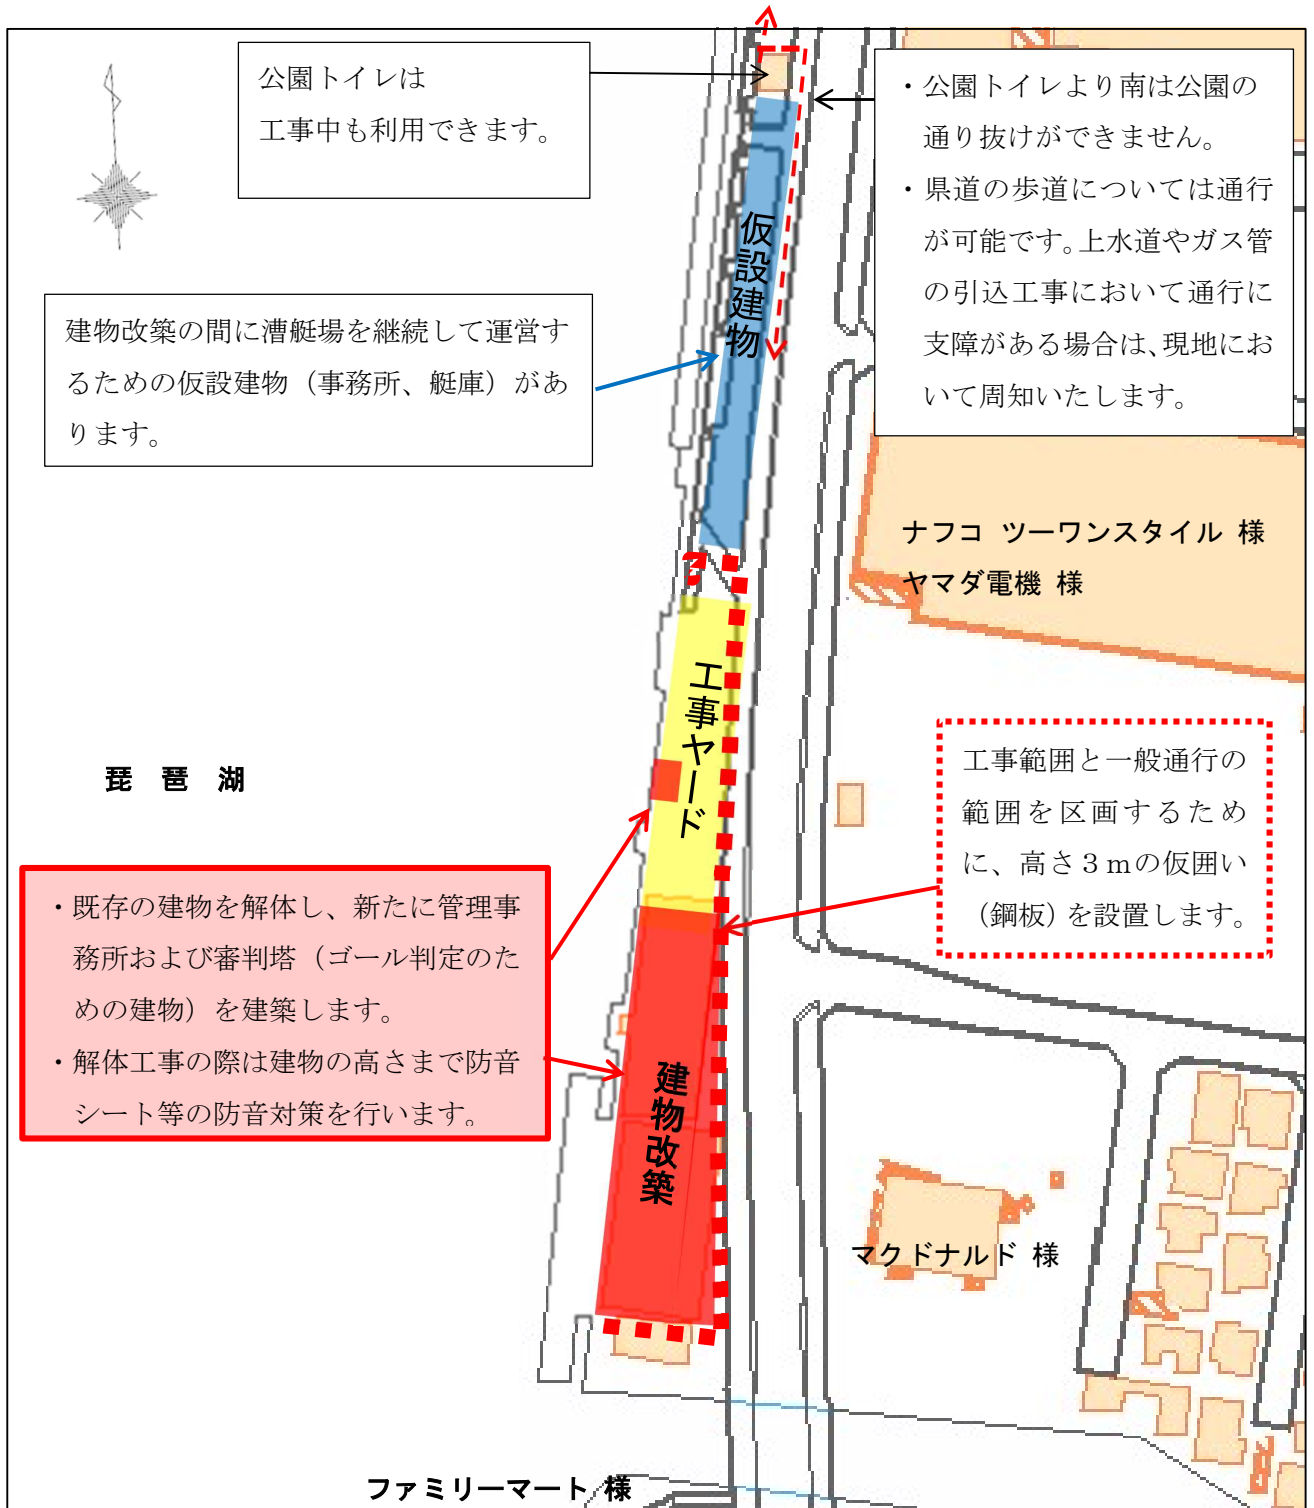 公園トイレは
工事中も利用できます。
・公園トイレより南は公園の
通り抜けができません。
・県道の歩道については通行
が可能です。上水道やガス管
の引込工事において通行に
支障がある場合は、現地にお
いて周知いたします。
仮設建物
建物改築の間に漕艇場を継続して運営す
るための仮設建物（事務所、艇庫）があ
ります。
ナフコ ツーワンスタイル 様
ヤマダ電機 様
工事ヤード
琵 琶 湖
工事範囲と一般通行の
範囲を区画するため
に、高さ３ｍの仮囲い
（鋼板）を設置します。
・既存の建物を解体し、新たに管理事
務所および審判塔（ゴール判定のた
めの建物）を建築します。
・解体工事の際は建物の高さまで防音
シート等の防音対策を行います。
建物改築
マクドナルド 様
ファミリーマート 様